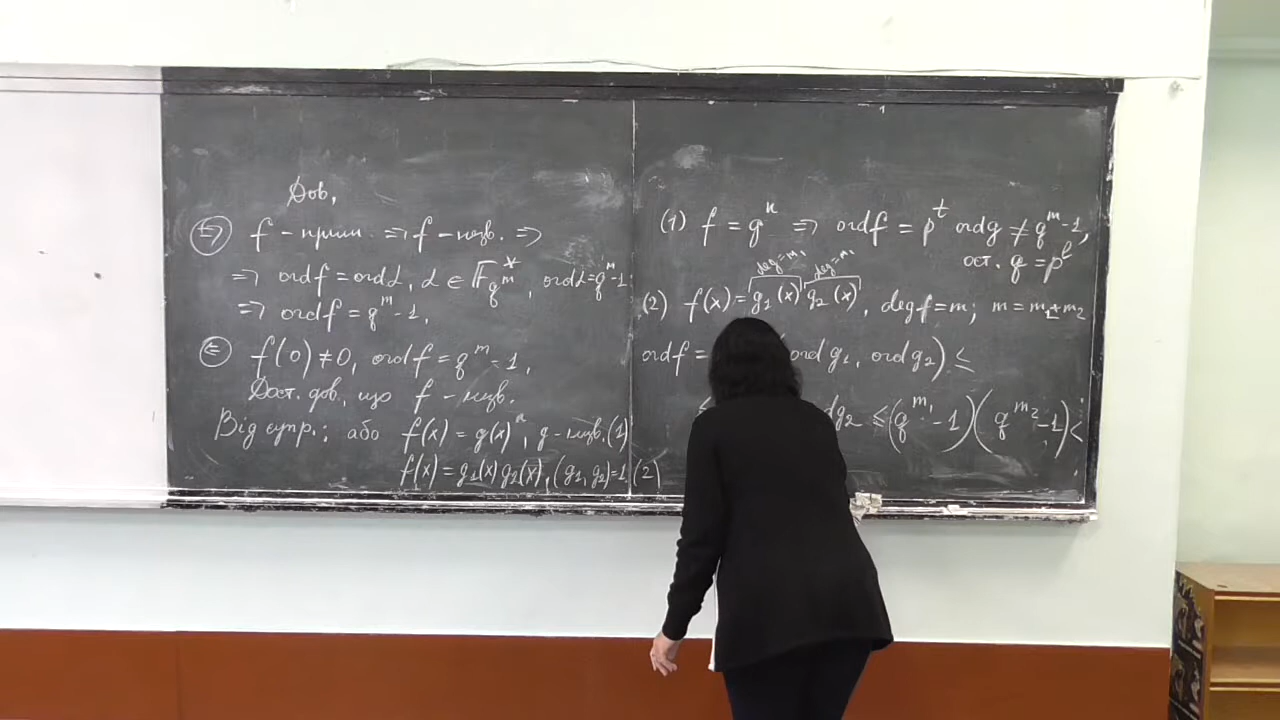 Дов.
⇒) f – прим. ⇒ f – незв. ⇒
⇒ ord f = ord α, α ∈ F*_{q^m}, ord α = q^m - 1
⇒ ord f = q^m - 1.
⇐ f(0) ≠ 0, ord f = q^m - 1,
Дост. дов., що f – незв.
Від супр.: або f(x) = g(x)^n, g – незв. (1)
f(x) = g_1(x) g_2(x), (g_1, g_2) = 1 (2)
(1) f = g^n ⇒ ord f = p^t ord g ≠ q^m - 1,
ост. q = p^l
deg = m_1 deg = m_1
(2) f(x) = g_1(x) g_2(x), deg f = m; m = m_1 + m_2
ord f = ord g_1, ord g_2) ≤
≤ d g_2 ≤ (q^{m_1} - 1)(q^{m_2} - 1) <